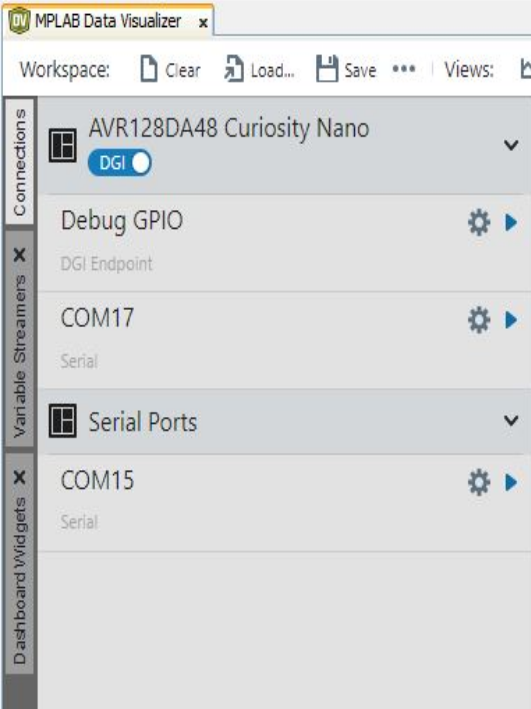 DV MPLAB Data Visualizer x
Workspace: Clear Load... Save ••• Views:
Connections
Variable Streamers X
Dashboard Widgets X
AVR128DA48 Curiosity Nano
DGI
Debug GPIO
DGI Endpoint
COM17
Serial
Serial Ports
COM15
Serial